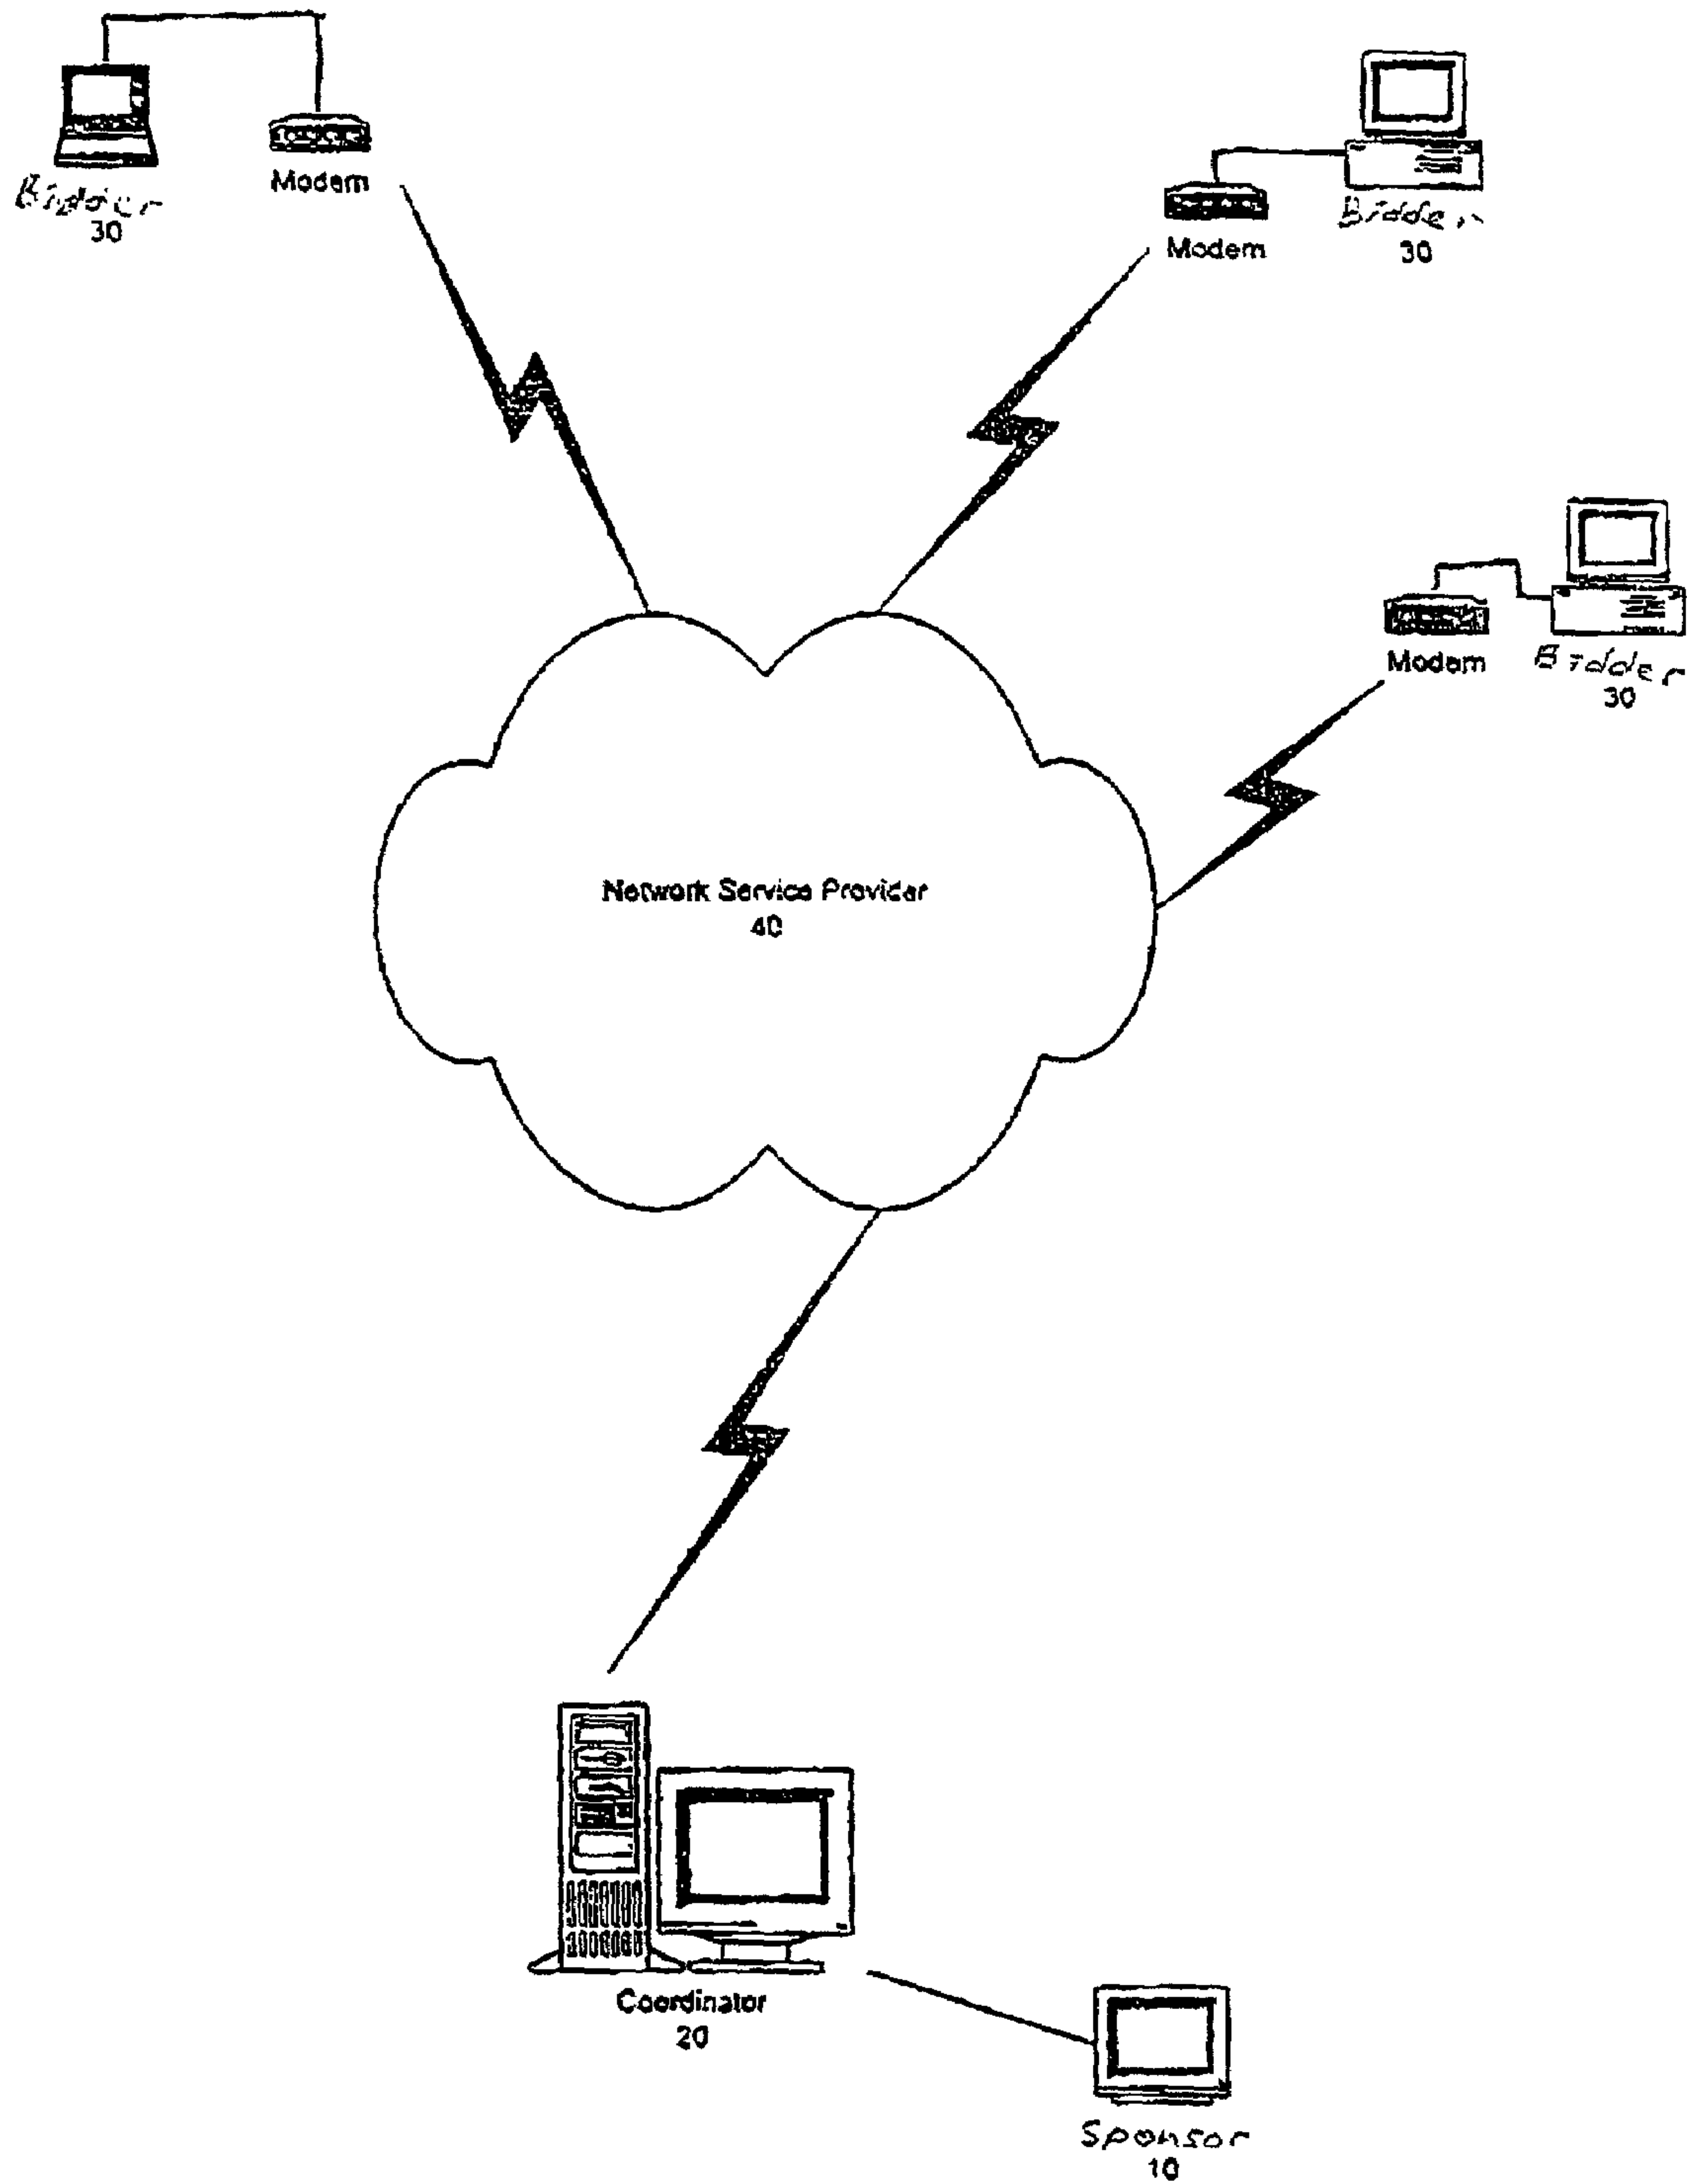 Bidder
30
Modem
Modem
Bidder
30
Modem
Bidder
30
Network Service Provider
40
Coordinator
20
Sponsor
10